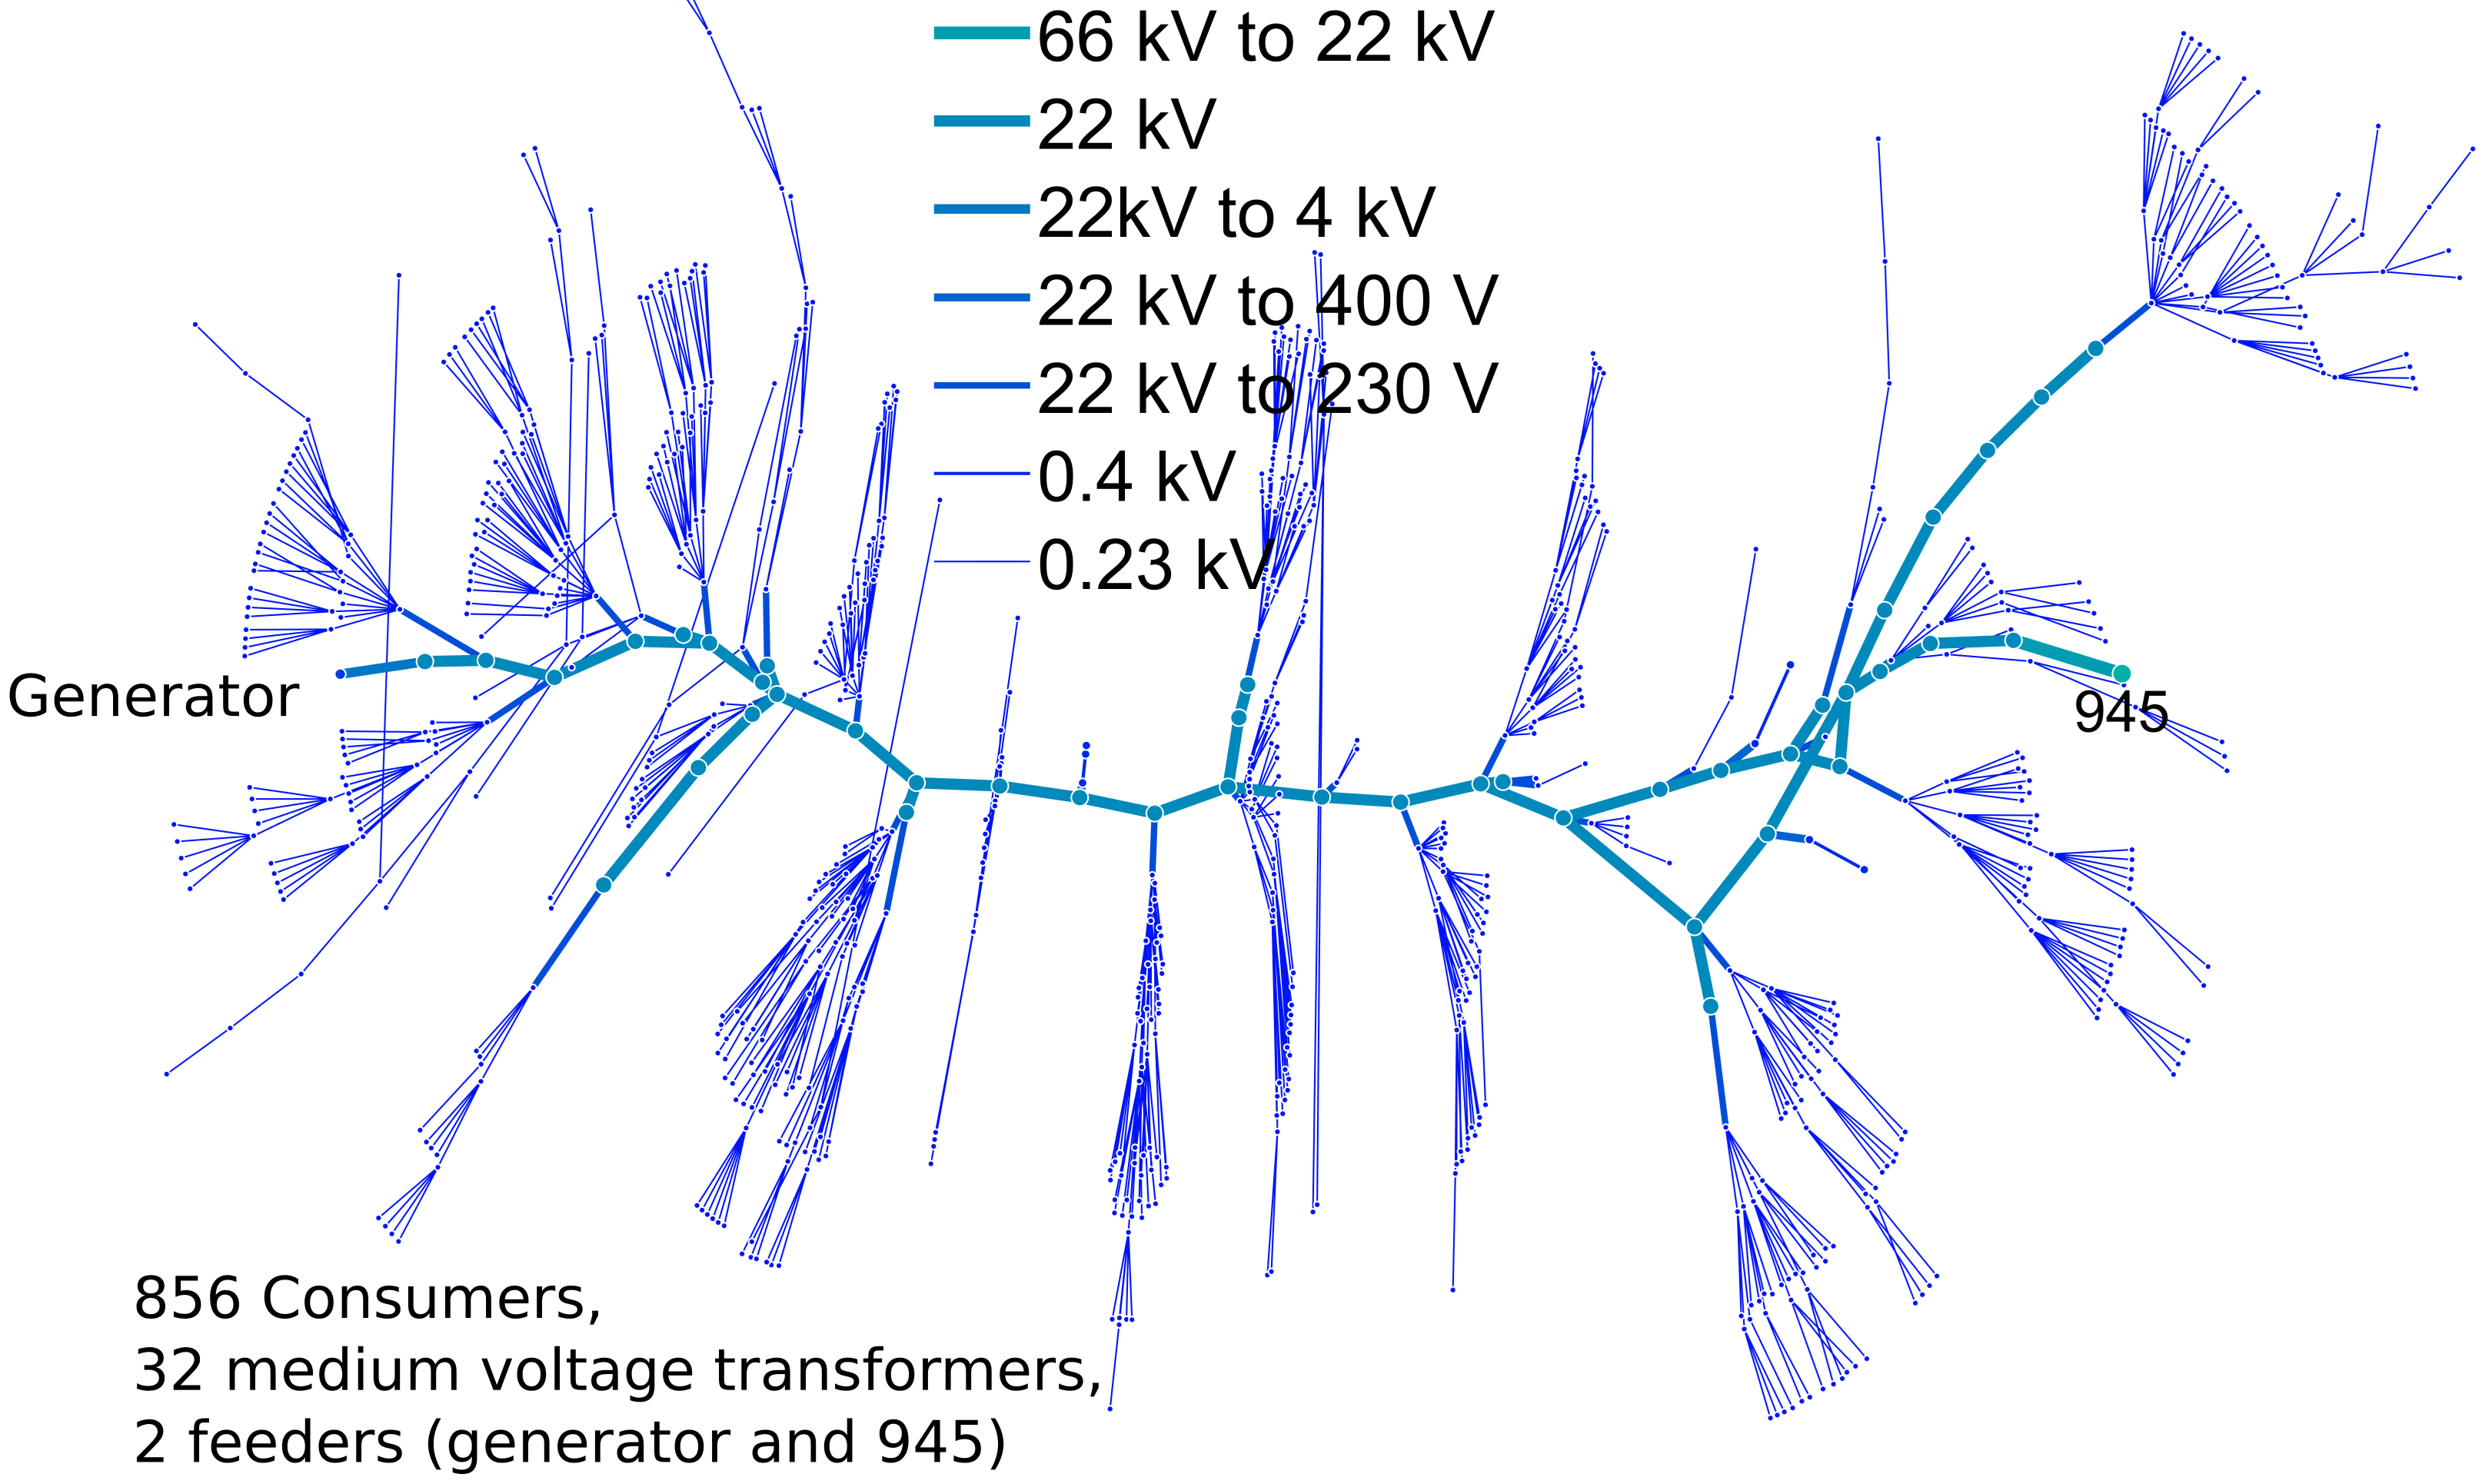 66 kV to 22 kV
22 kV
22kV to 4 kV
22 kV to 400 V
22 kV to 230 V
0.4 kV
0.23 kV
Generator
945
856 Consumers,
32 medium voltage transformers,
2 feeders (generator and 945)